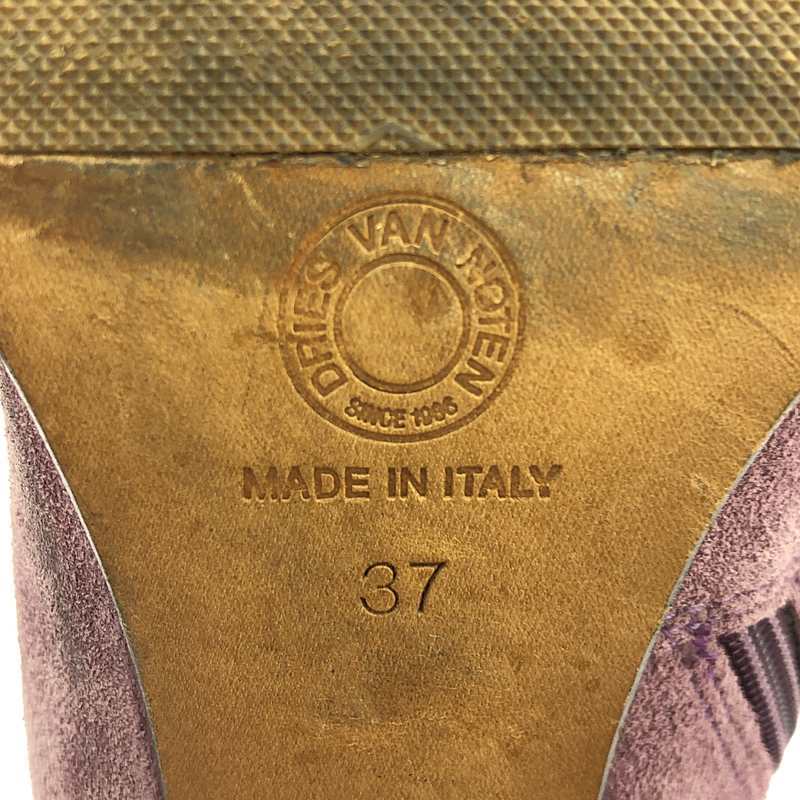 DRIES VAN NOTEN
SINCE 1986
MADE IN ITALY
37